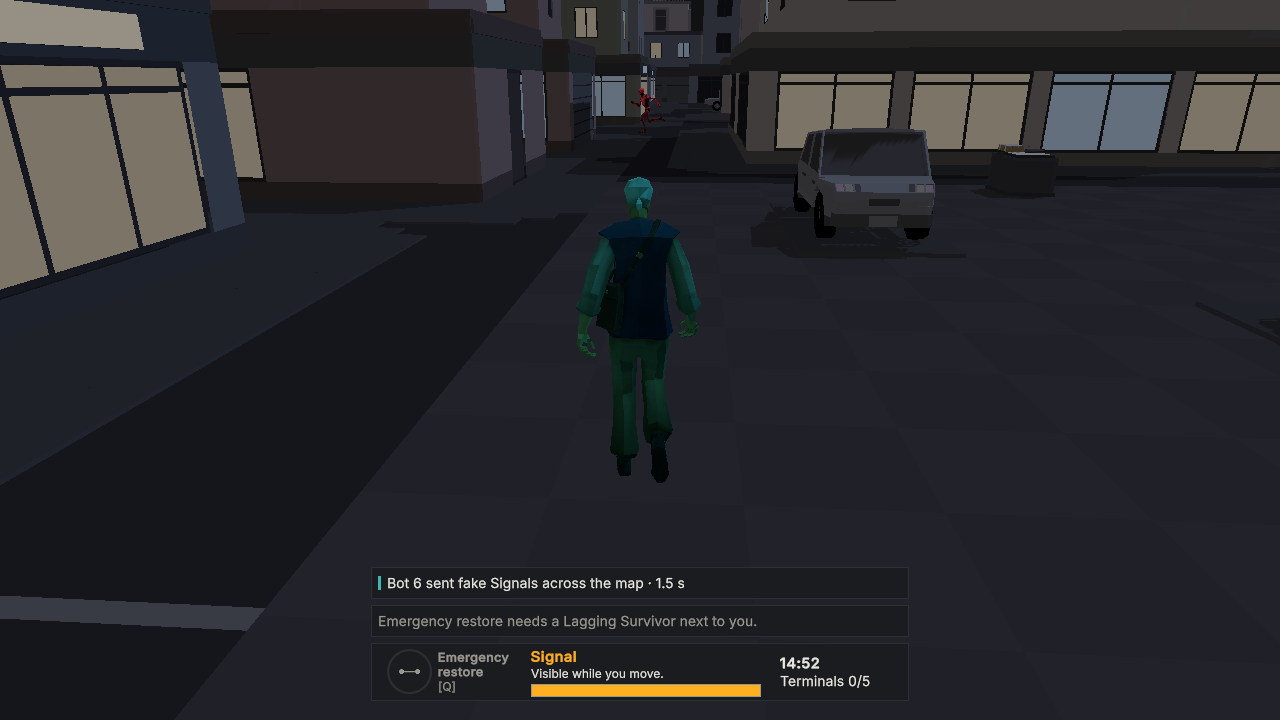 Bot 6 sent fake Signals across the map · 1.5 s
Emergency restore needs a Lagging Survivor next to you.
Emergency
restore
[Q]
Signal
Visible while you move.
14:52
Terminals 0/5